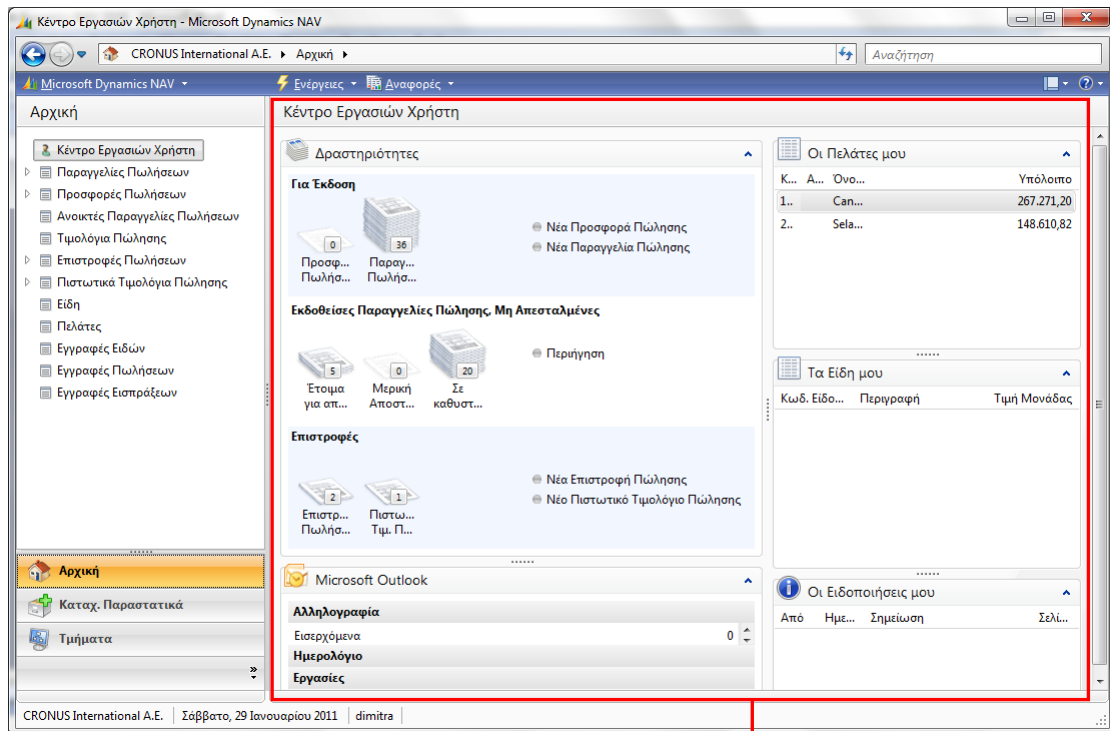 Κέντρο Εργασιών Χρήστη - Microsoft Dynamics NAV
CRONUS International A.E. Αρχική
Αναζήτηση
Microsoft Dynamics NAV Ενέργειες Αναφορές
Αρχική
Κέντρο Εργασιών Χρήστη
Παραγγελίες Πωλήσεων
Προσφορές Πωλήσεων
Ανοικτές Παραγγελίες Πωλήσεων
Τιμολόγια Πώλησης
Επιστροφές Πωλήσεων
Πιστωτικά Τιμολόγια Πώλησης
Είδη
Πελάτες
Εγγραφές Ειδών
Εγγραφές Πωλήσεων
Εγγραφές Εισπράξεων
Αρχική
Καταχ. Παραστατικά
Τμήματα
Κέντρο Εργασιών Χρήστη
Δραστηριότητες
Για Έκδοση
0 36
Προσφ... Παραγ...
Πωλήσ... Πωλήσ...
Νέα Προσφορά Πώλησης
Νέα Παραγγελία Πώλησης
Εκδοθείσες Παραγγελίες Πώλησης, Μη Απεσταλμένες
5 0 20
Έτοιμα Μερική Σε
για απ... Αποστ... καθυστ...
Περιήγηση
Επιστροφές
2 1
Επιστρ... Πιστω...
Πωλήσ... Τιμ. Π...
Νέα Επιστροφή Πώλησης
Νέο Πιστωτικό Τιμολόγιο Πώλησης
Microsoft Outlook
Αλληλογραφία
Εισερχόμενα 0
Ημερολόγιο
Εργασίες
Οι Πελάτες μου
Κ... Α... Όνο... Υπόλοιπο
1.. Can... 267.271,20
2.. Sela... 148.610,82
Τα Είδη μου
Κωδ. Είδο... Περιγραφή Τιμή Μονάδας
Οι Ειδοποιήσεις μου
Από Ημε... Σημείωση Σελί...
CRONUS International A.E. Σάββατο, 29 Ιανουαρίου 2011 dimitra